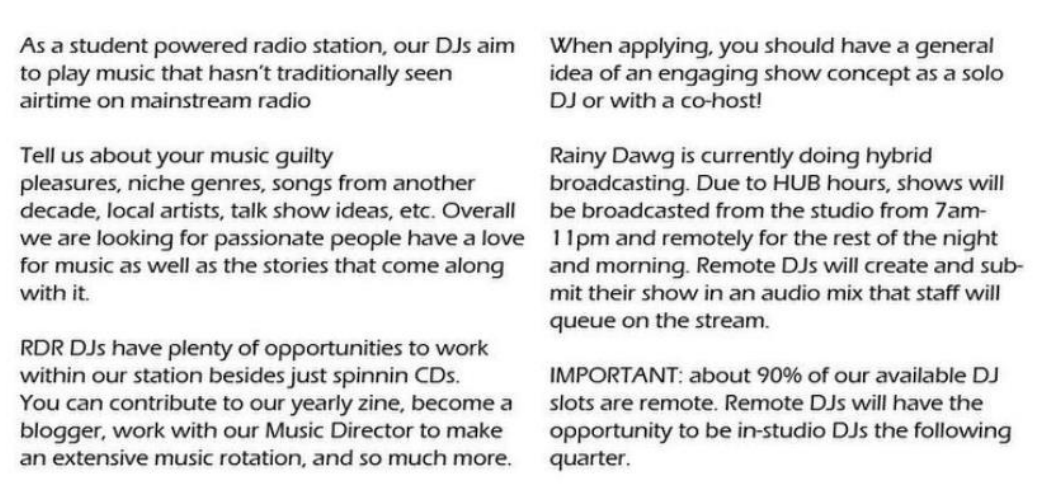 As a student powered radio station, our DJs aim
to play music that hasn't traditionally seen
airtime on mainstream radio
Tell us about your music guilty
pleasures, niche genres, songs from another
decade, local artists, talk show ideas, etc. Overall
we are looking for passionate people have a love
for music as well as the stories that come along
with it.
RDR DJs have plenty of opportunities to work
within our station besides just spinnin CDs.
You can contribute to our yearly zine, become a
blogger, work with our Music Director to make
an extensive music rotation, and so much more.
When applying, you should have a general
idea of an engaging show concept as a solo
DJ or with a co-host!
Rainy Dawg is currently doing hybrid
broadcasting. Due to HUB hours, shows will
be broadcasted from the studio from 7am-
11pm and remotely for the rest of the night
and morning. Remote DJs will create and sub-
mit their show in an audio mix that staff will
queue on the stream.
IMPORTANT: about 90% of our available DJ
slots are remote. Remote DJs will have the
opportunity to be in-studio DJs the following
quarter.